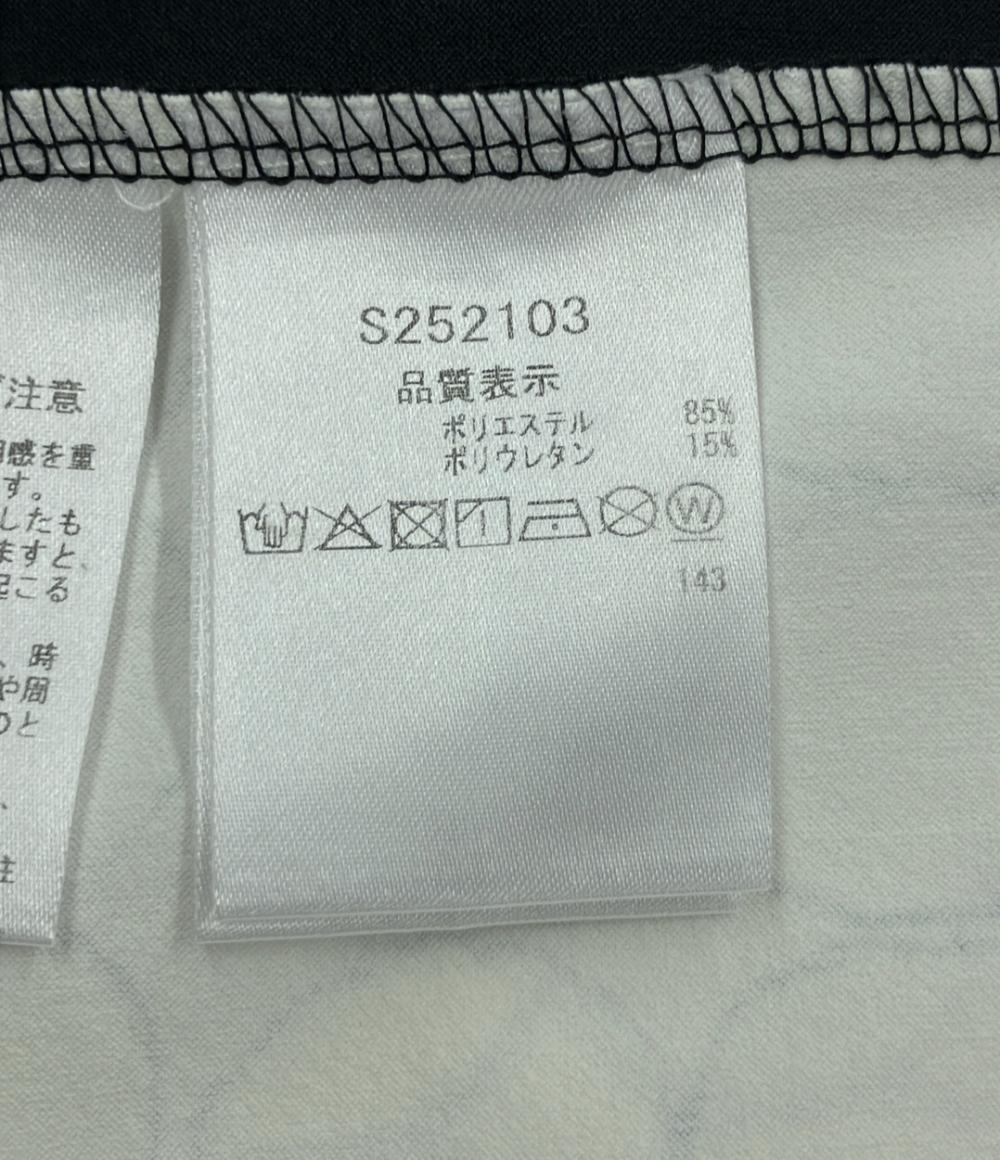 注意
感を重
す。
したも
ますと、
起こる
、時
や周
のと
、
注
S252103
品質表示
ポリエステル 85%
ポリウレタン 15%
W
143